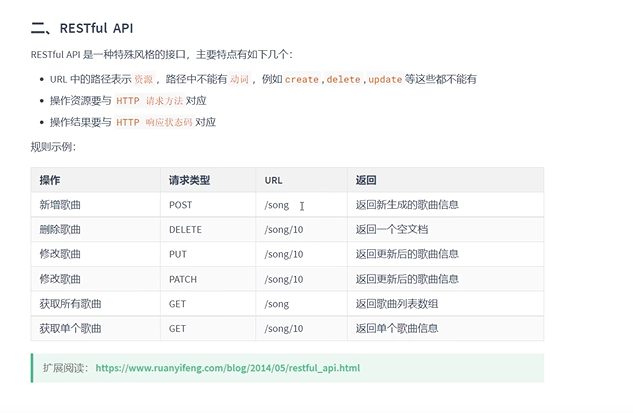 二、RESTful API
RESTful API 是一种特殊风格的接口，主要特点有如下几个：
• URL 中的路径表示 资源 ，路径中不能有 动词 ，例如 create , delete , update 等这些都不能有
• 操作资源要与 HTTP 请求方法 对应
• 操作结果要与 HTTP 响应状态码 对应
规则示例：
操作 请求类型 URL 返回
新增歌曲 POST /song 返回新生成的歌曲信息
删除歌曲 DELETE /song/10 返回一个空文档
修改歌曲 PUT /song/10 返回更新后的歌曲信息
修改歌曲 PATCH /song/10 返回更新后的歌曲信息
获取所有歌曲 GET /song 返回歌曲列表数组
获取单个歌曲 GET /song/10 返回单个歌曲信息
扩展阅读： https://www.ruanyifeng.com/blog/2014/05/restful_api.html